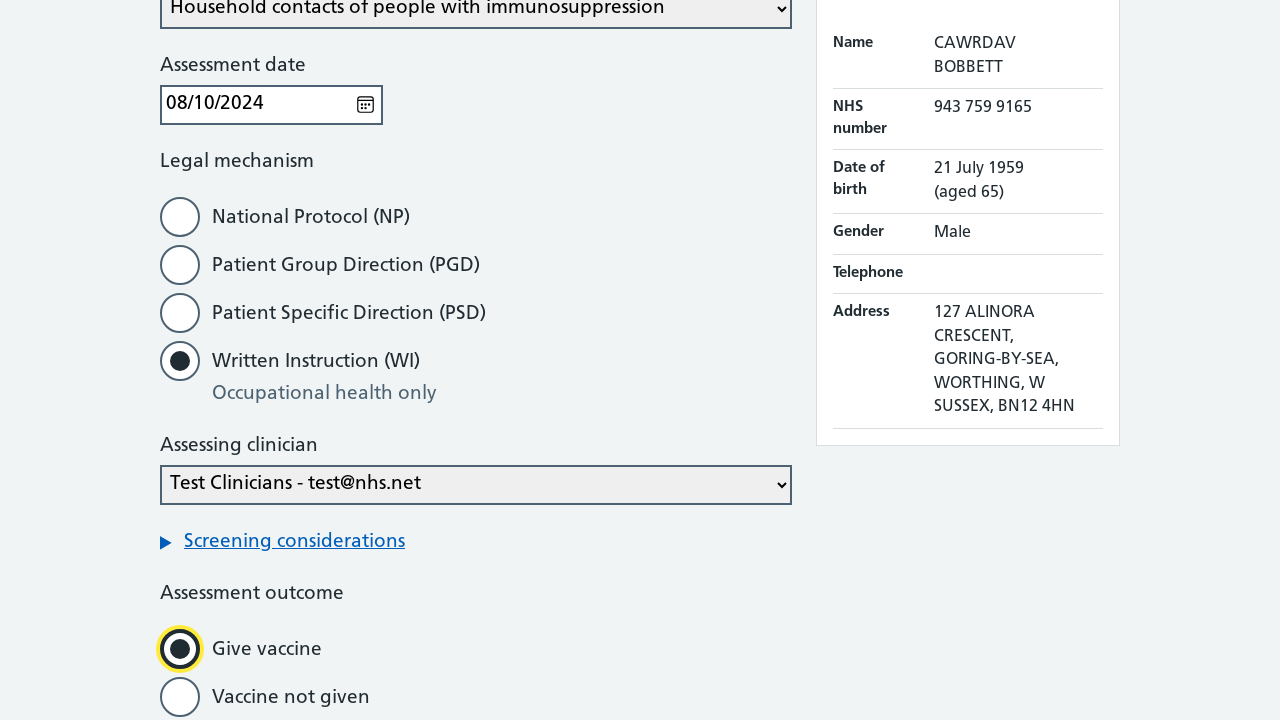 Household contacts of people with immunosuppression
Assessment date
08/10/2024
Legal mechanism
National Protocol (NP)
Patient Group Direction (PGD)
Patient Specific Direction (PSD)
Written Instruction (WI)
Occupational health only
Assessing clinician
Test Clinicians - test@nhs.net
Screening considerations
Assessment outcome
Give vaccine
Vaccine not given
Name CAWRDAV
BOBBETT
NHS number 943 759 9165
Date of birth 21 July 1959
(aged 65)
Gender Male
Telephone
Address 127 ALINORA
CRESCENT,
GORING-BY-SEA,
WORTHING, W
SUSSEX, BN12 4HN